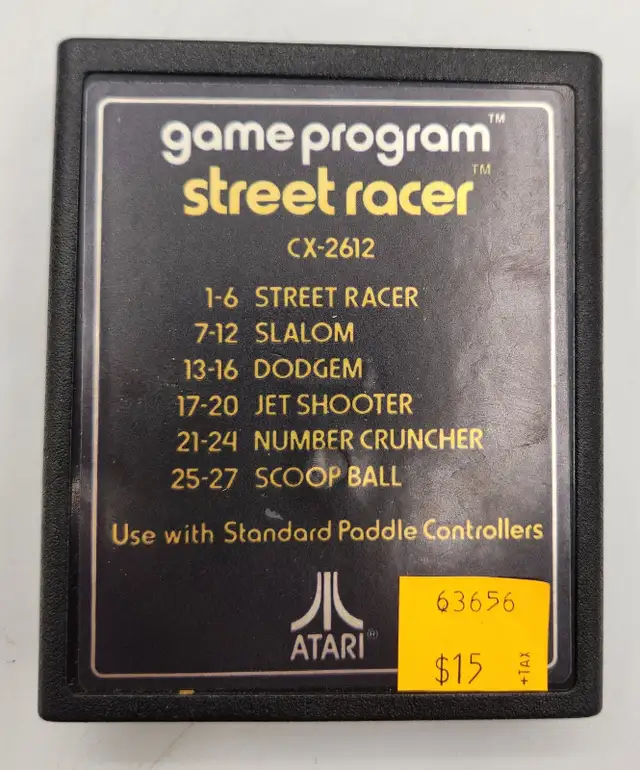 game program™
street racer™
CX-2612
1-6 STREET RACER
7-12 SLALOM
13-16 DODGEM
17-20 JET SHOOTER
21-24 NUMBER CRUNCHER
25-27 SCOOP BALL
Use with Standard Paddle Controllers
ATARI®
63656
$15 +TAX